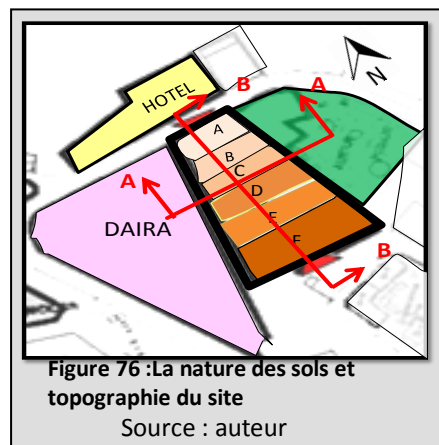 HOTEL
B
A
N
A
B
C
D
E
F
A
DAIRA
B
Figure 76 :La nature des sols et
topographie du site
Source : auteur